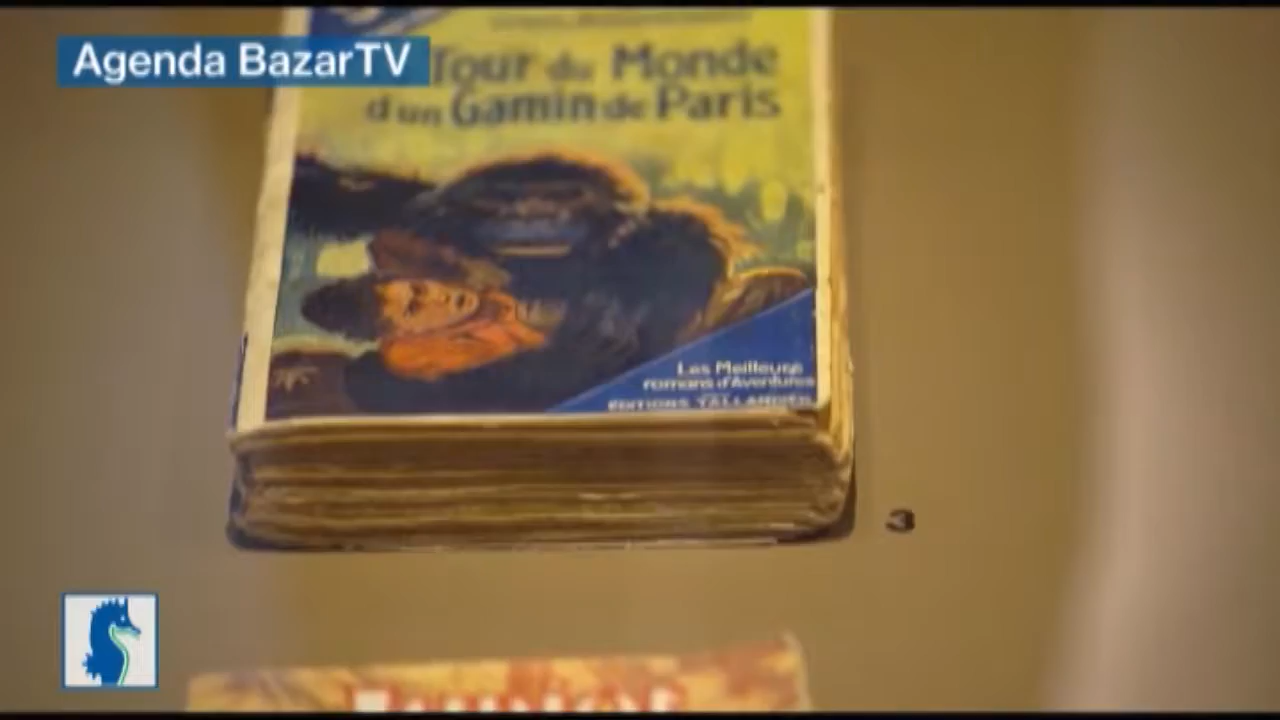 Agenda BazarTV
Tour du Monde
d'un Gamin de Paris
Les Meilleurs
romans d'Aventures
EDITIONS TALLANDIER
3